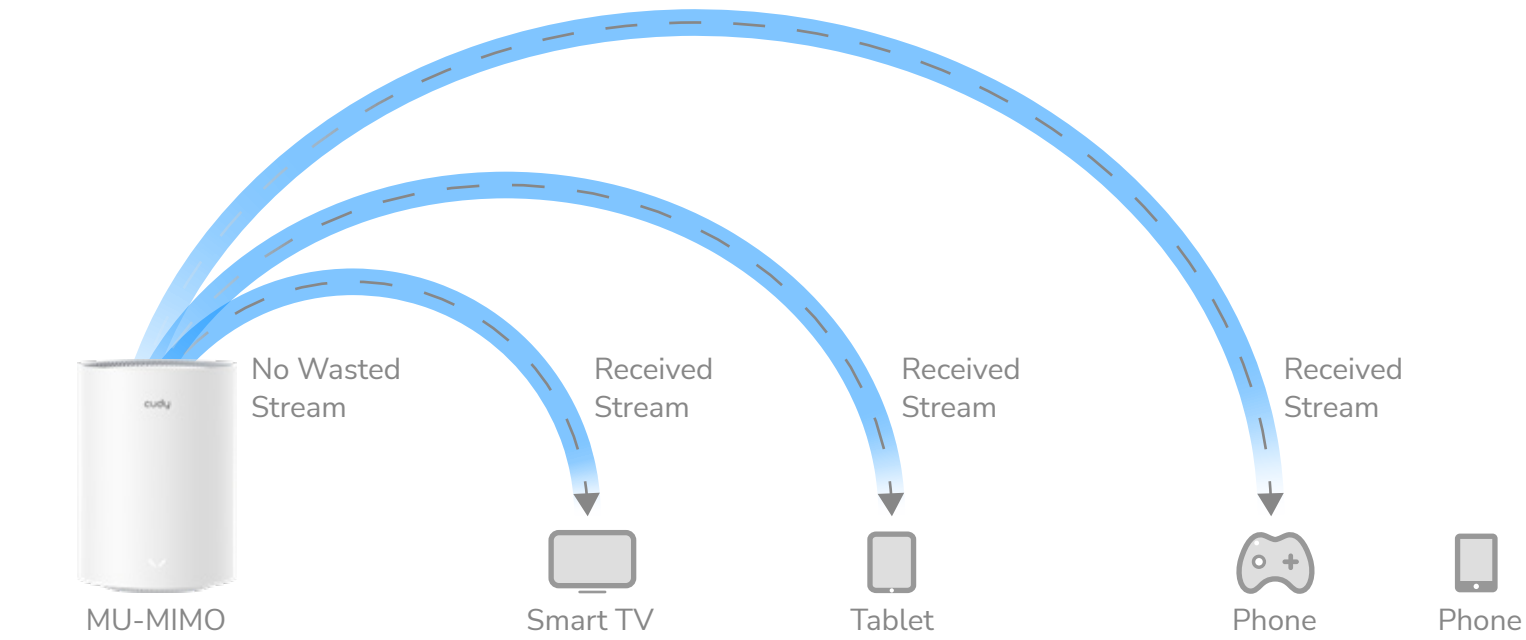 No Wasted
Stream
Received
Stream
Received
Stream
Received
Stream
cudy
MU-MIMO
Smart TV
Tablet
Phone
Phone